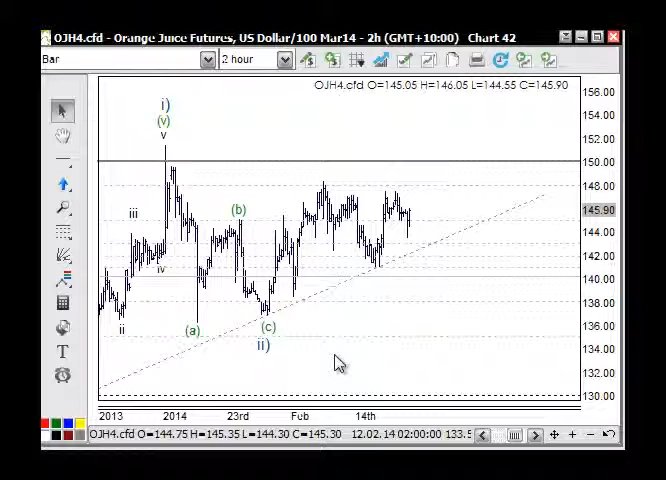 OJH4.cfd - Orange Juice Futures, US Dollar/100 Mar14 - 2h (GMT+10:00) Chart 42
Bar 2 hour
OJH4.cfd O=145.05 H=146.05 L=144.55 C=145.90
156.00
i)
154.00
(v)
v
152.00
150.00
148.00
iii
(b)
145.90
144.00
iv
142.00
140.00
138.00
ii
(a)
(c)
136.00
ii)
134.00
132.00
130.00
T
2013 2014 23rd Feb 14th
OJH4.cfd O=144.75 H=145.35 L=144.30 C=145.30 12.02.14 02:00:00 133.5